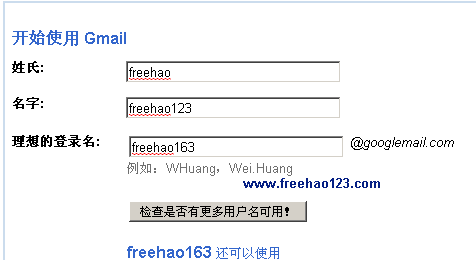 开始使用 Gmail
姓氏:
freehao
名字:
freehao123
理想的登录名:
freehao163 @googlemail.com
例如：WHuang，Wei.Huang
www.freehao123.com
检查是否有更多用户名可用！
freehao163 还可以使用